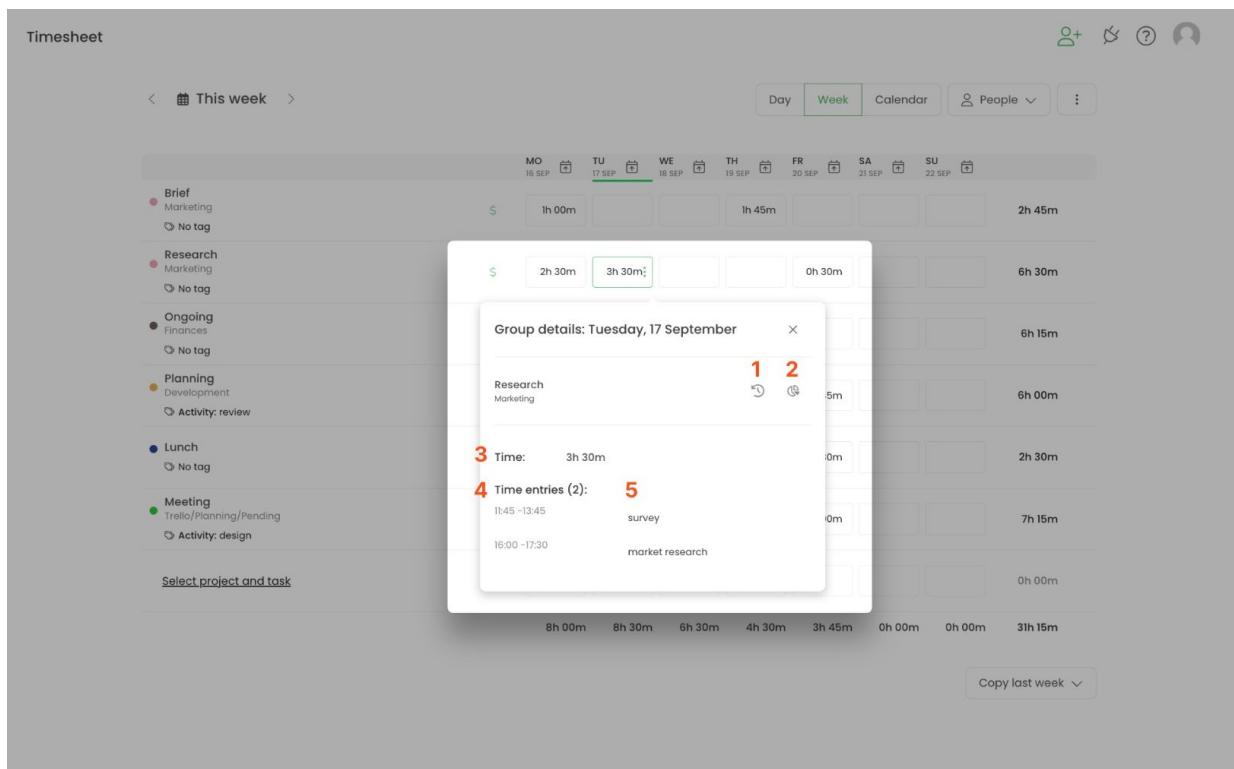 Timesheet
This week
Day Week Calendar People
MO TU WE TH FR SA SU
16 SEP 17 SEP 18 SEP 19 SEP 20 SEP 21 SEP 22 SEP
Brief
Marketing
No tag
$ 1h 00m 1h 45m 2h 45m
Research
Marketing
No tag
$ 2h 30m 3h 30m 0h 30m 6h 30m
Ongoing
Finances
No tag
6h 15m
Planning
Development
Activity: review
5m 6h 00m
Lunch
No tag
0m 2h 30m
Meeting
Trello/Planning/Pending
Activity: design
0m 7h 15m
Select project and task
0h 00m
Group details: Tuesday, 17 September
1 2
Research
Marketing
3 Time: 3h 30m
4 Time entries (2): 5
11:45 -13:45
survey
16:00 -17:30
market research
8h 00m 8h 30m 6h 30m 4h 30m 3h 45m 0h 00m 0h 00m 31h 15m
Copy last week